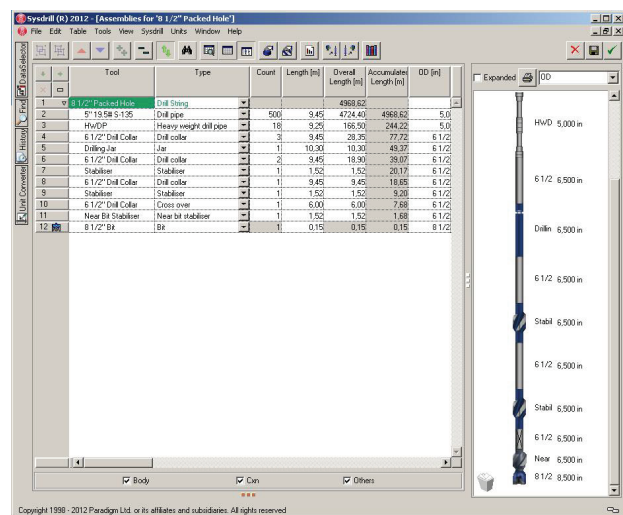 Sysdrill (R) 2012 - [Assemblies for '8 1/2" Packed Hole']
File Edit Table Tools View Sysdrill Units Window Help
DataSelector
Find
History
Unit Converter
Tool Type Count Length [m] Overall Length [m] Accumulated Length [m] OD [in]
1 8 1/2" Packed Hole Drill String 4968,62
2 5" 19.5# S-135 Drill pipe 500 9,45 4724,40 4968,62 5,0
3 HWDP Heavy weight drill pipe 18 9,25 166,50 244,22 5,0
4 6 1/2" Drill Collar Drill collar 3 9,45 28,35 77,72 6 1/2
5 Drilling Jar Jar 1 10,30 10,30 49,37 6 1/2
6 6 1/2" Drill Collar Drill collar 2 9,45 18,90 39,07 6 1/2
7 Stabiliser Stabiliser 1 1,52 1,52 20,17 6 1/2
8 6 1/2" Drill Collar Drill collar 1 9,45 9,45 18,65 6 1/2
9 Stabiliser Stabiliser 1 1,52 1,52 9,20 6 1/2
10 6 1/2" Drill Collar Cross over 1 6,00 6,00 7,68 6 1/2
11 Near Bit Stabiliser Near bit stabiliser 1 1,52 1,52 1,68 6 1/2
12 8 1/2" Bit Bit 1 0,15 0,15 0,15 8 1/2
Body Cxn Others
Expanded OD
HWD 5,000 in
6 1/2 6,500 in
Drillin 6,500 in
6 1/2 6,500 in
Stabil 6,500 in
6 1/2 6,500 in
Stabil 6,500 in
6 1/2 6,500 in
Near 6,500 in
8 1/2 8,500 in
Copyright 1998 - 2012 Paradigm Ltd. or its affiliates and subsidiaries. All rights reserved